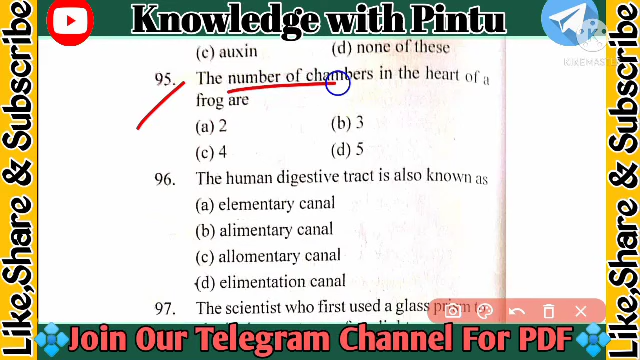 Knowledge with Pintu
(c) auxin (d) none of these
95. The number of chambers in the heart of a
frog are
(a) 2 (b) 3
(c) 4 (d) 5
96. The human digestive tract is also known as
(a) elementary canal
(b) alimentary canal
(c) allomentary canal
(d) elimentation canal
97. The scientist who first used a glass prism to
Join Our Telegram Channel For PDF
Like,Share & Subscribe
Like,Share & Subscribe
KINEMASTER